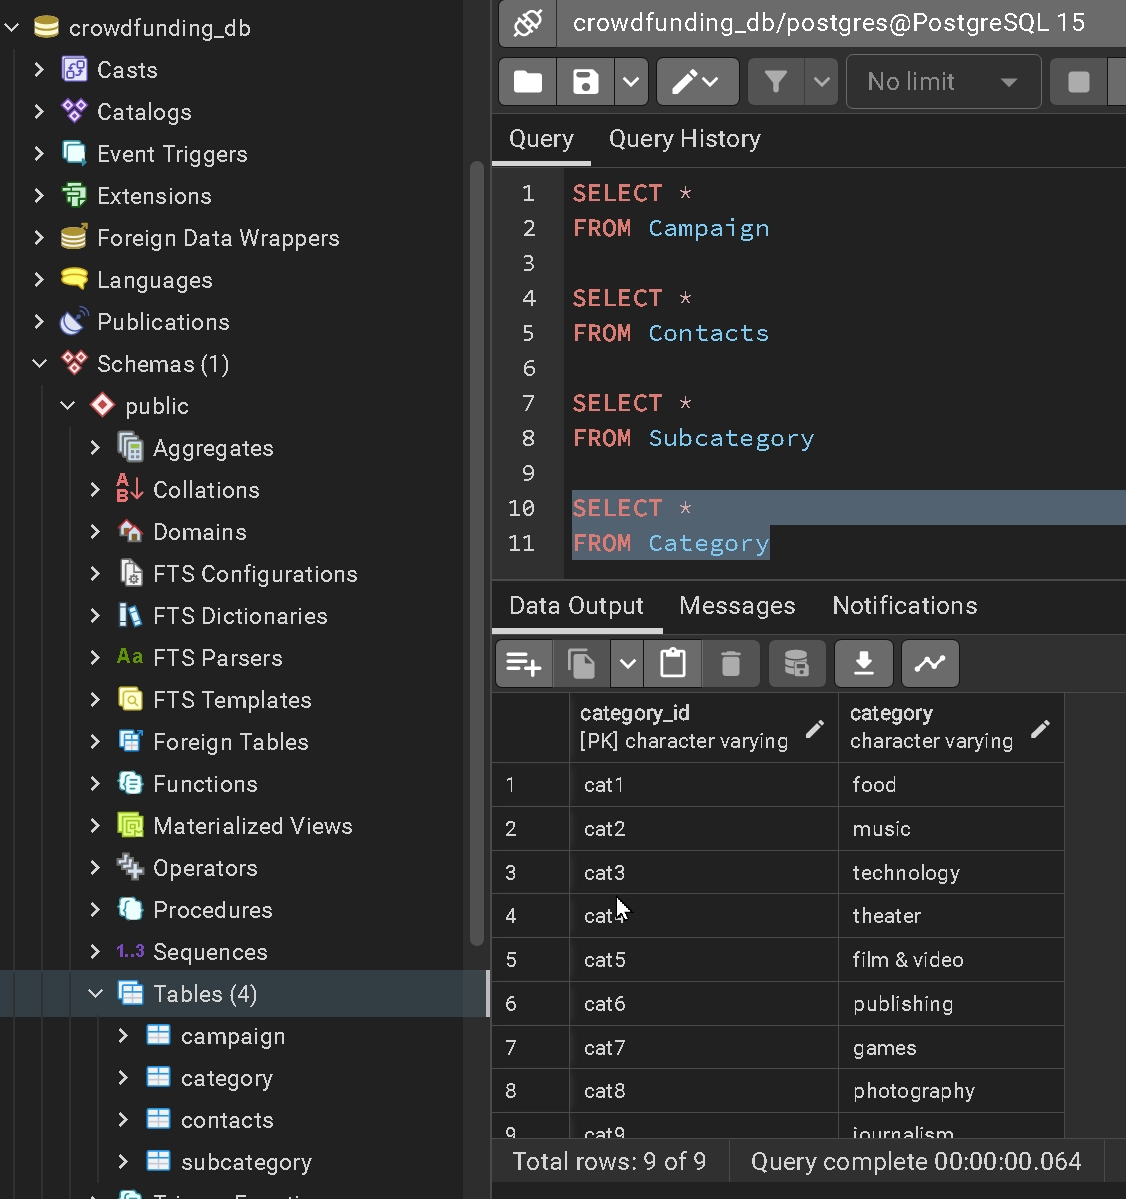 crowdfunding_db
Casts
Catalogs
Event Triggers
Extensions
Foreign Data Wrappers
Languages
Publications
Schemas (1)
public
Aggregates
Collations
Domains
FTS Configurations
FTS Dictionaries
Aa FTS Parsers
FTS Templates
Foreign Tables
Functions
Materialized Views
Operators
Procedures
1..3 Sequences
Tables (4)
campaign
category
contacts
subcategory
crowdfunding_db/postgres@PostgreSQL 15
No limit
Query Query History
1 SELECT *
2 FROM Campaign
3
4 SELECT *
5 FROM Contacts
6
7 SELECT *
8 FROM Subcategory
9
10 SELECT *
11 FROM Category
Data Output Messages Notifications
category_id category
[PK] character varying character varying
1 cat1 food
2 cat2 music
3 cat3 technology
4 cat4 theater
5 cat5 film & video
6 cat6 publishing
7 cat7 games
8 cat8 photography
9 cat9 journalism
Total rows: 9 of 9 Query complete 00:00:00.064